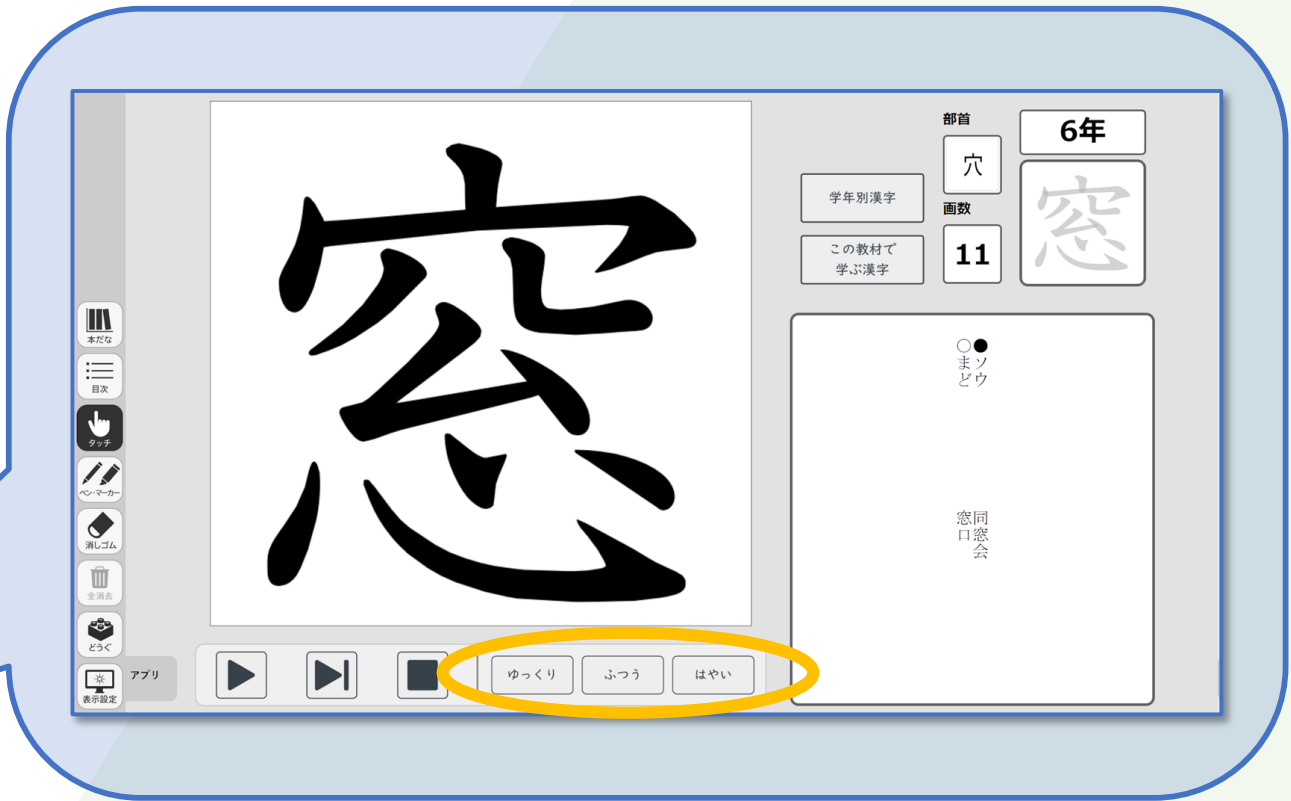 窓
部首
穴
画数
11
6年
窓
学年別漢字
この教材で
学ぶ漢字
●ソウ
○まど
同窓会
窓口
本だな
目次
タッチ
ペン・マーカー
消しゴム
全消去
どうぐ
表示設定
アプリ
ゆっくり
ふつう
はやい